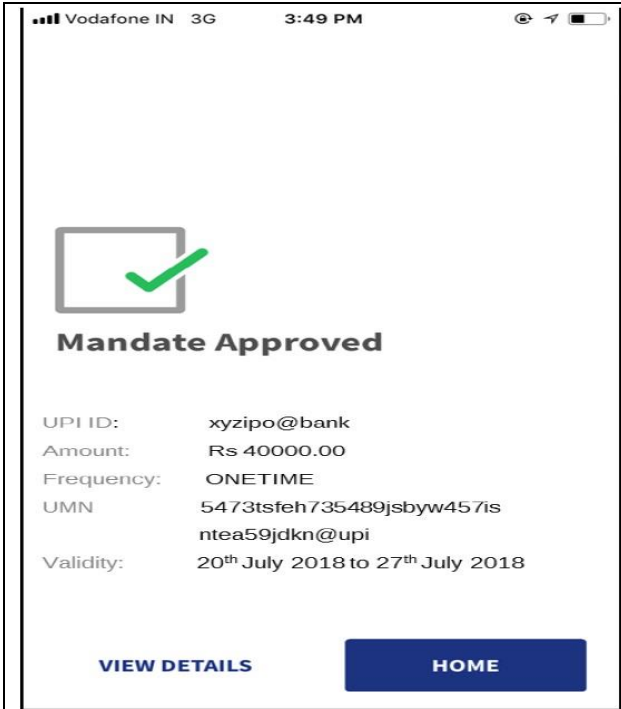 Vodafone IN 3G 3:49 PM
Mandate Approved
UPI ID: xyzipo@bank
Amount: Rs 40000.00
Frequency: ONETIME
UMN 5473tsfeh735489jsbyw457is
ntea59jdkn@upi
Validity: 20th July 2018 to 27th July 2018
VIEW DETAILS HOME